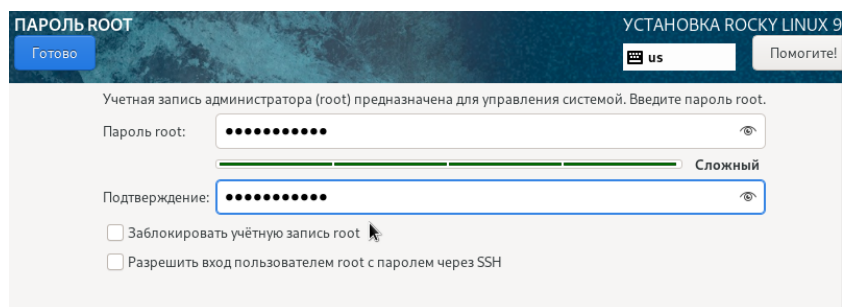 ПАРОЛЬ ROOT
УСТАНОВКА ROCKY LINUX 9
Готово
us
Помогите!
Учетная запись администратора (root) предназначена для управления системой. Введите пароль root.
Пароль root: ●●●●●●●●●●●
Сложный
Подтверждение: ●●●●●●●●●●●
Заблокировать учётную запись root
Разрешить вход пользователем root с паролем через SSH